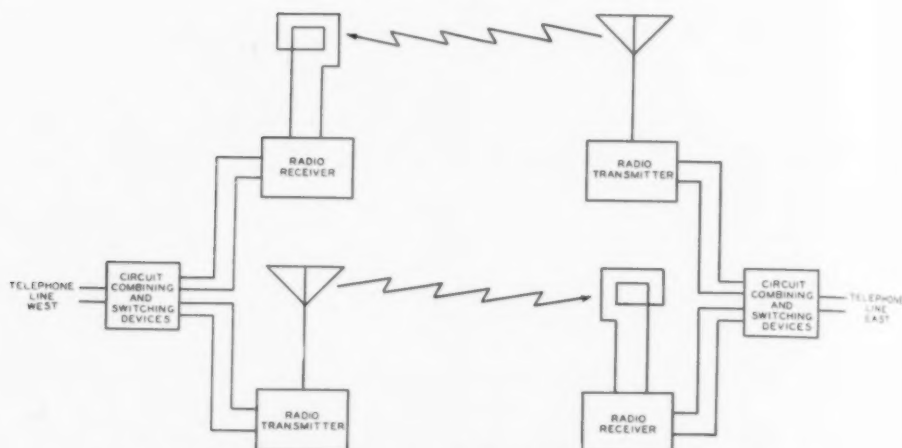 RADIO
RECEIVER
RADIO
TRANSMITTER
TELEPHONE
LINE
WEST
CIRCUIT
COMBINING
AND
SWITCHING
DEVICES
CIRCUIT
COMBINING
AND
SWITCHING
DEVICES
TELEPHONE
LINE
EAST
RADIO
TRANSMITTER
RADIO
RECEIVER